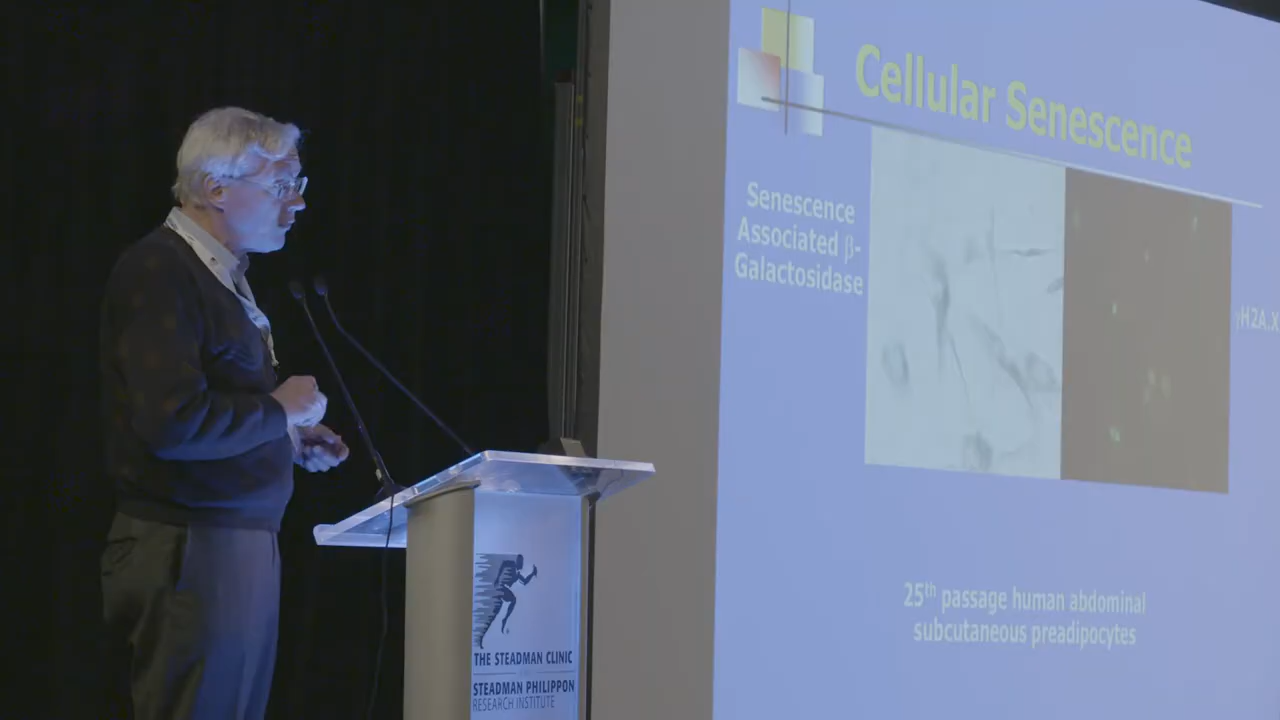 Cellular Senescence
Senescence
Associated β-
Galactosidase
γH2A.X
25th passage human abdominal
subcutaneous preadipocytes
THE STEADMAN CLINIC
STEADMAN PHILIPPON
RESEARCH INSTITUTE